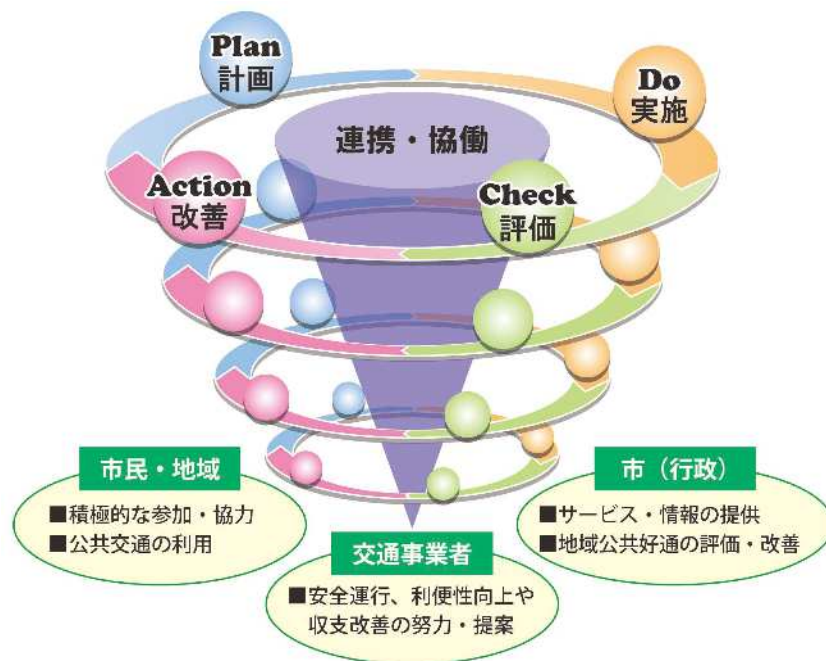 Plan
計画
Do
実施
連携・協働
Action
改善
Check
評価
市民・地域
■積極的な参加・協力
■公共交通の利用
市（行政）
■サービス・情報の提供
■地域公共好通の評価・改善
交通事業者
■安全運行、利便性向上や
収支改善の努力・提案